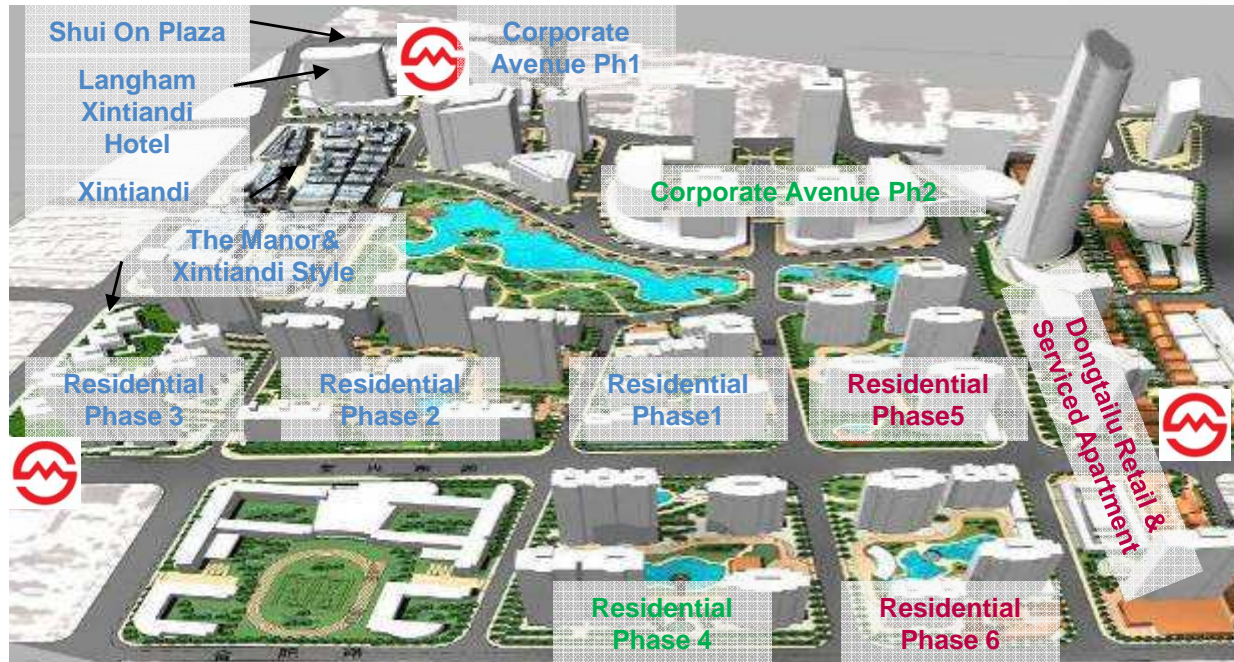 Shui On Plaza
Langham
Xintiandi
Hotel
Xintiandi
Corporate
Avenue Ph1
Corporate Avenue Ph2
The Manor&
Xintiandi Style
Residential
Phase 3
Residential
Phase 2
Residential
Phase1
Residential
Phase5
Dongtailu Retail &
Serviced Apartment
Residential
Phase 4
Residential
Phase 6